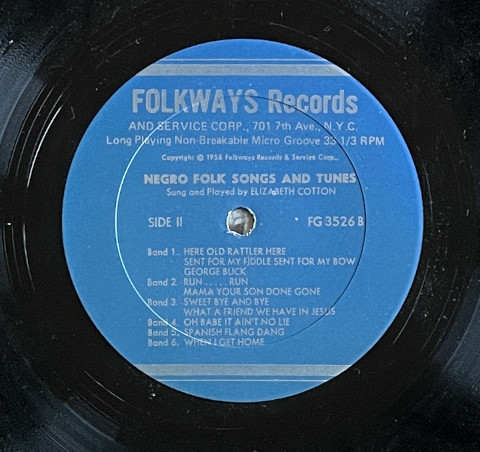 FOLKWAYS Records
AND SERVICE CORP., 701 7th Ave., N.Y.C.
Long Playing Non-Breakable Micro Groove 33 1/3 RPM
Copyright © 1958 Folkways Records & Service Corp.
NEGRO FOLK SONGS AND TUNES
Sung and Played by ELIZABETH COTTON
SIDE II FG 3526 B
Band 1. HERE OLD RATTLER HERE
SENT FOR MY FIDDLE SENT FOR MY BOW
GEORGE BUCK
Band 2. RUN......RUN
MAMA YOUR SON DONE GONE
Band 3. SWEET BYE AND BYE
WHAT A FRIEND WE HAVE IN JESUS
Band 4. OH BABE IT AIN'T NO LIE
Band 5. SPANISH FLANG DANG
Band 6. WHEN I GET HOME